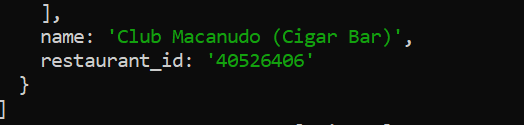 ],
name: 'Club Macanudo (Cigar Bar)',
restaurant_id: '40526406'
}
]